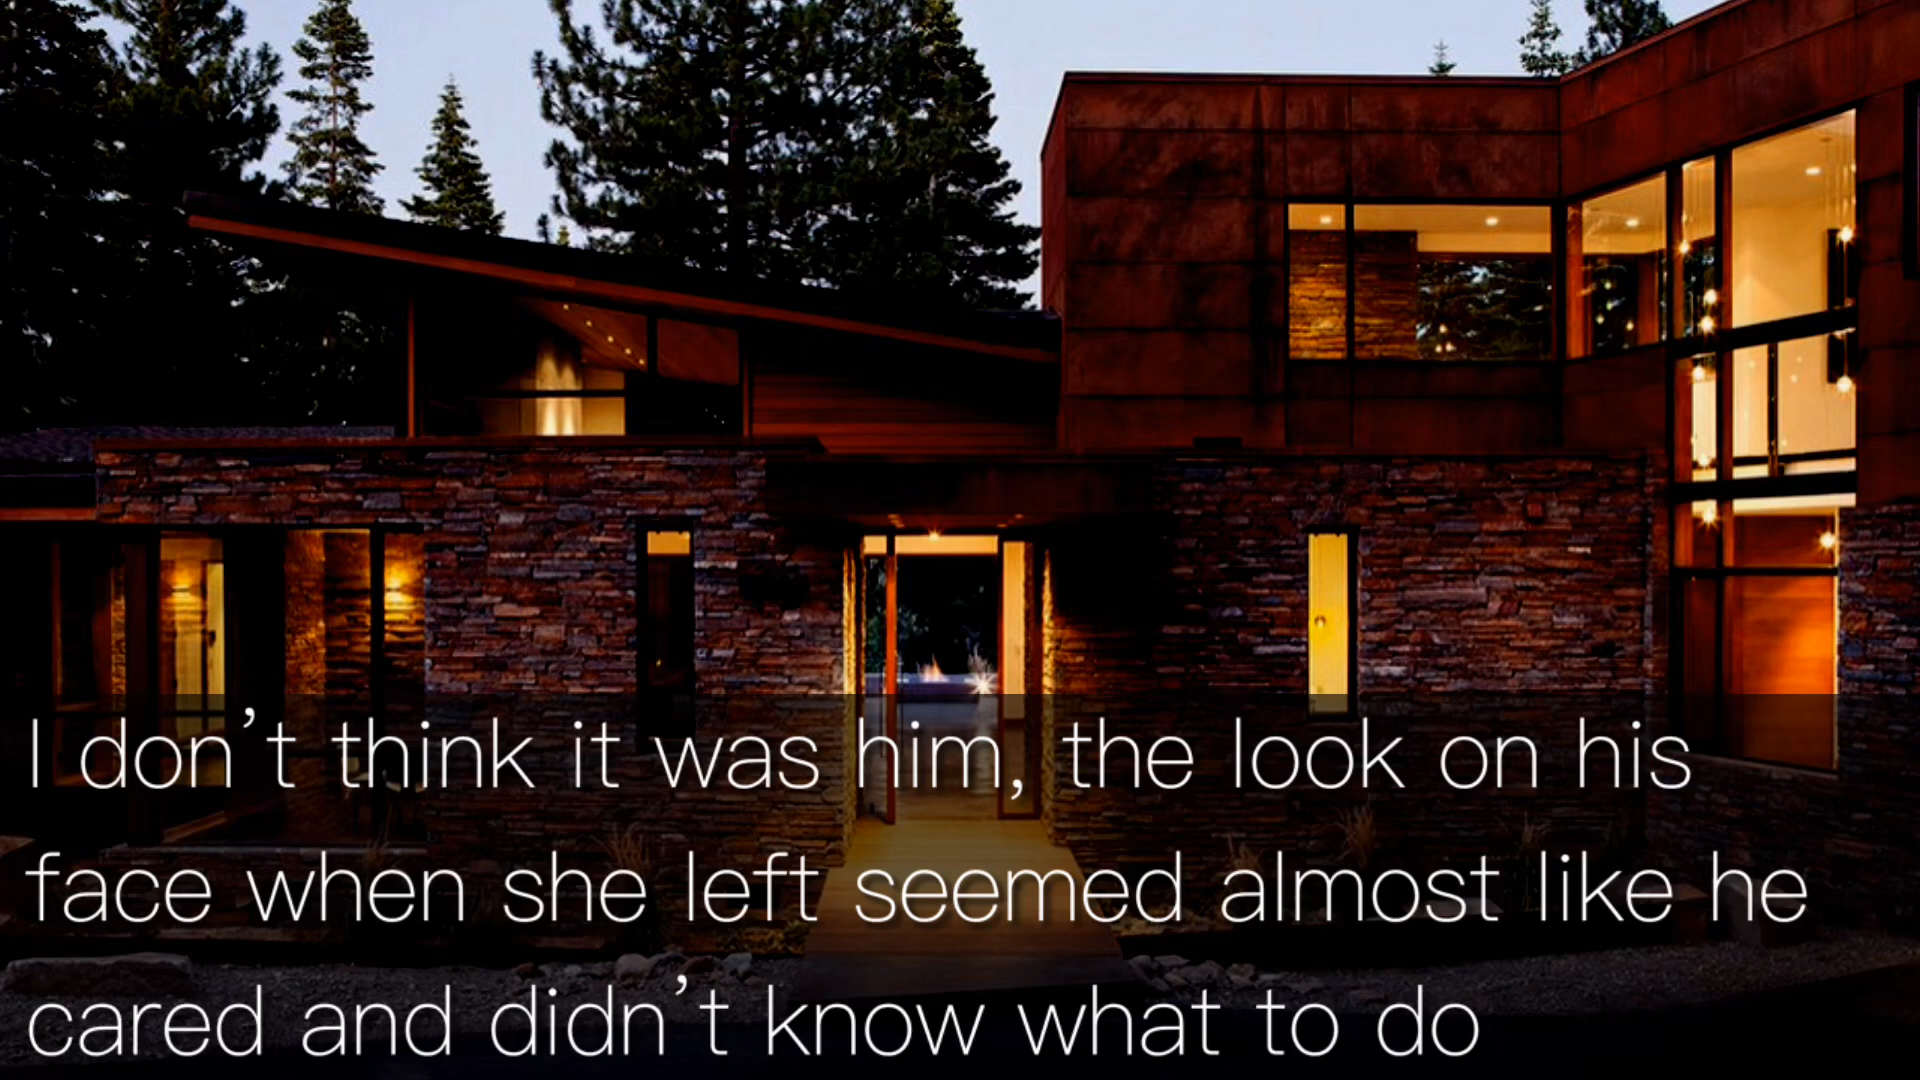 I don’t think it was him, the look on his
face when she left seemed almost like he
cared and didn’t know what to do